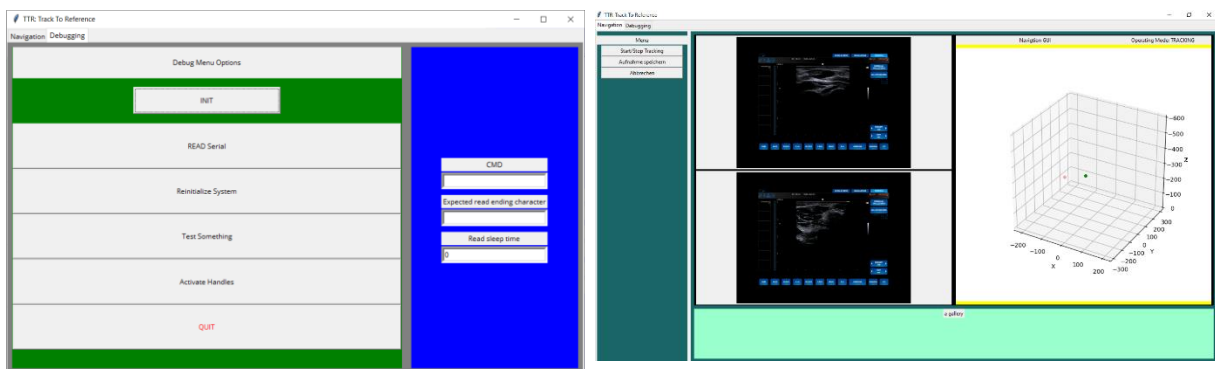 TTR: Track To Reference
Navigation Debugging
Debug Menu Options
INIT
READ Serial
Reinitialize System
Test Something
Activate Handles
QUIT
CMD
Expected read ending character
Read sleep time
0
TTR: Track To Reference
Navigation Debugging
Menu
Start/Stop Tracking
Aufnahme speichern
Abbrechen
Navigtion GUI
Operating Mode: TRACKING
-600
-500
-400
-300
-200
-100
0
Z
300
200
100
0
-100
-200
-300
Y
-200
-100
0
100
200
X
a gallery